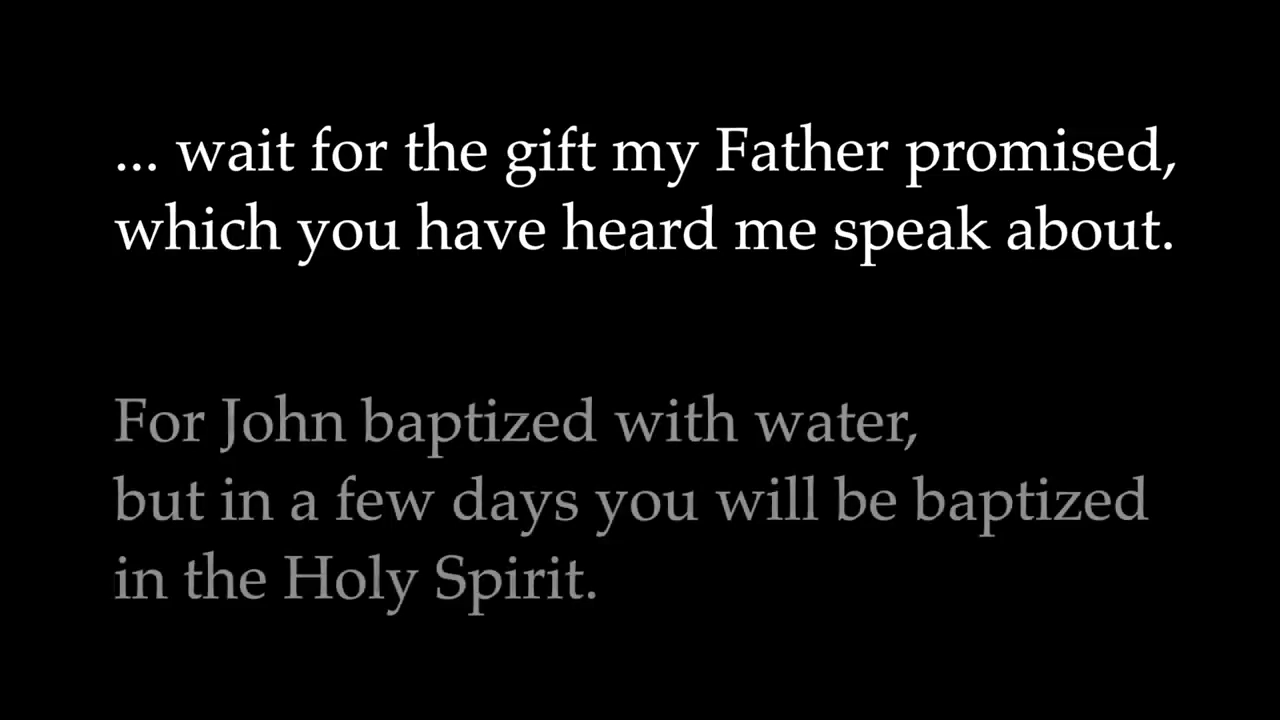 ... wait for the gift my Father promised,
which you have heard me speak about.
For John baptized with water,
but in a few days you will be baptized
in the Holy Spirit.